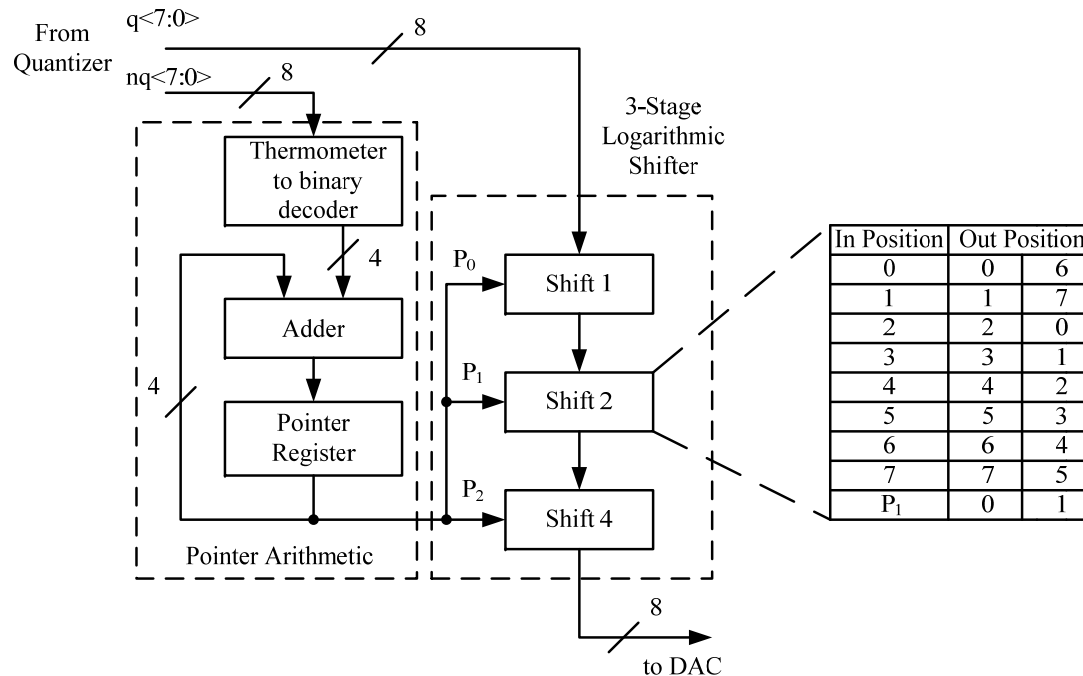 From
Quantizer
q<7:0>
8
nq<7:0>
8
Thermometer
to binary
decoder
4
Adder
4
Pointer
Register
Pointer Arithmetic
3-Stage
Logarithmic
Shifter
P0
Shift 1
P1
Shift 2
P2
Shift 4
8
to DAC
In Position Out Position
0 0 6
1 1 7
2 2 0
3 3 1
4 4 2
5 5 3
6 6 4
7 7 5
P1 0 1